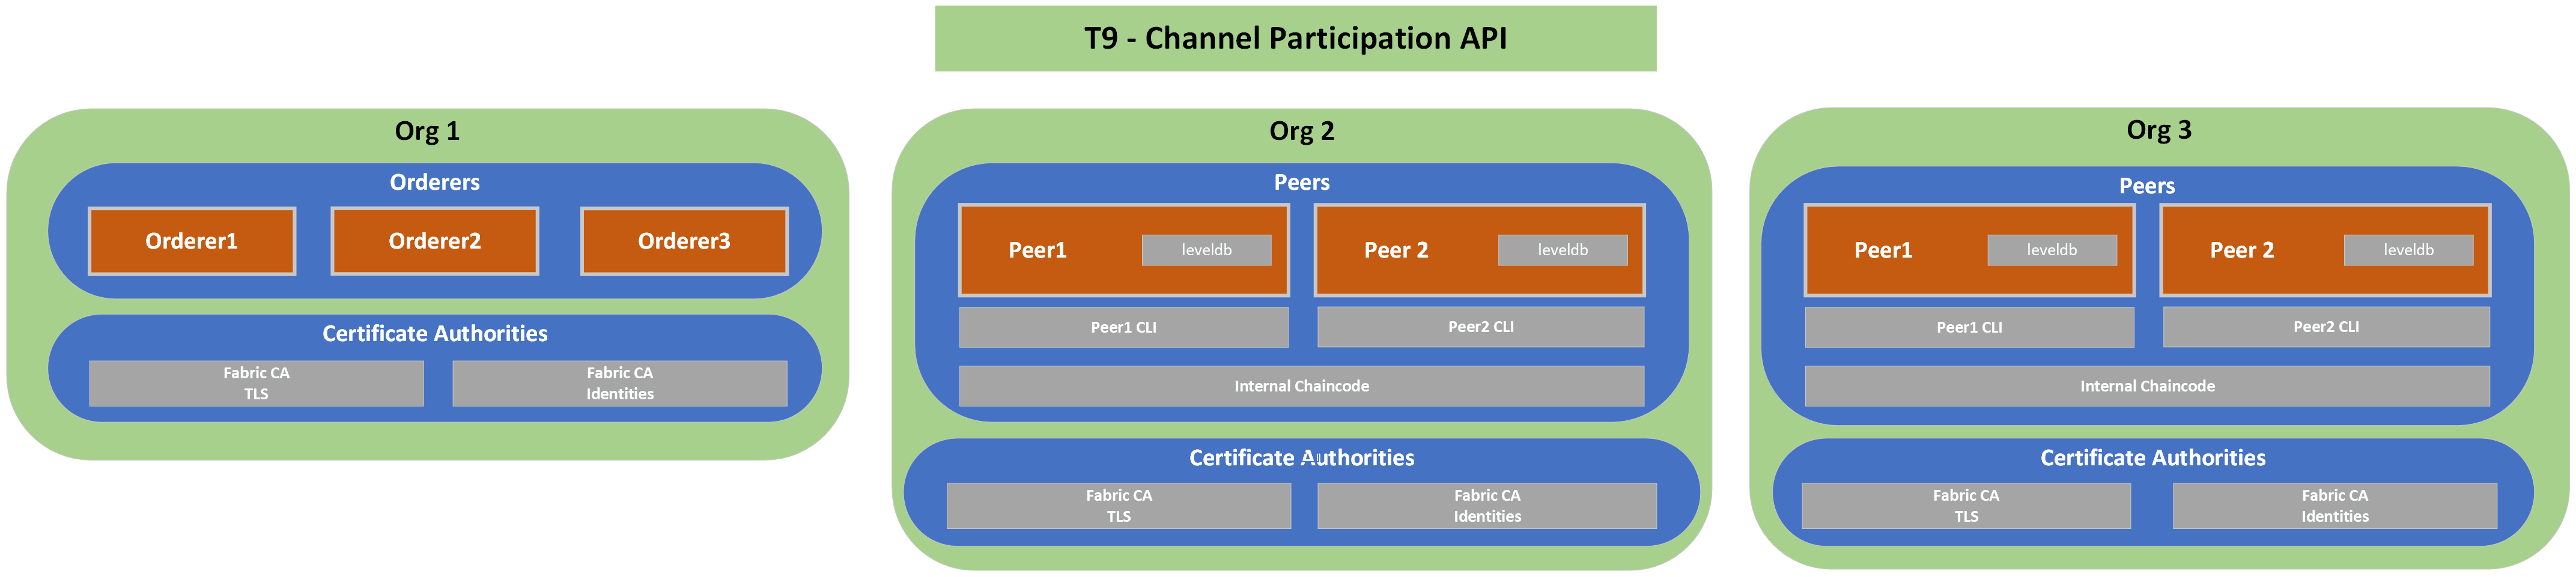 T9 - Channel Participation API
Org 1
Orderers
Orderer1
Orderer2
Orderer3
Certificate Authorities
Fabric CA
TLS
Fabric CA
Identities
Org 2
Peers
Peer1
leveldb
Peer 2
leveldb
Peer1 CLI
Peer2 CLI
Internal Chaincode
Certificate Authorities
Fabric CA
TLS
Fabric CA
Identities
Org 3
Peers
Peer1
leveldb
Peer 2
leveldb
Peer1 CLI
Peer2 CLI
Internal Chaincode
Certificate Authorities
Fabric CA
TLS
Fabric CA
Identities